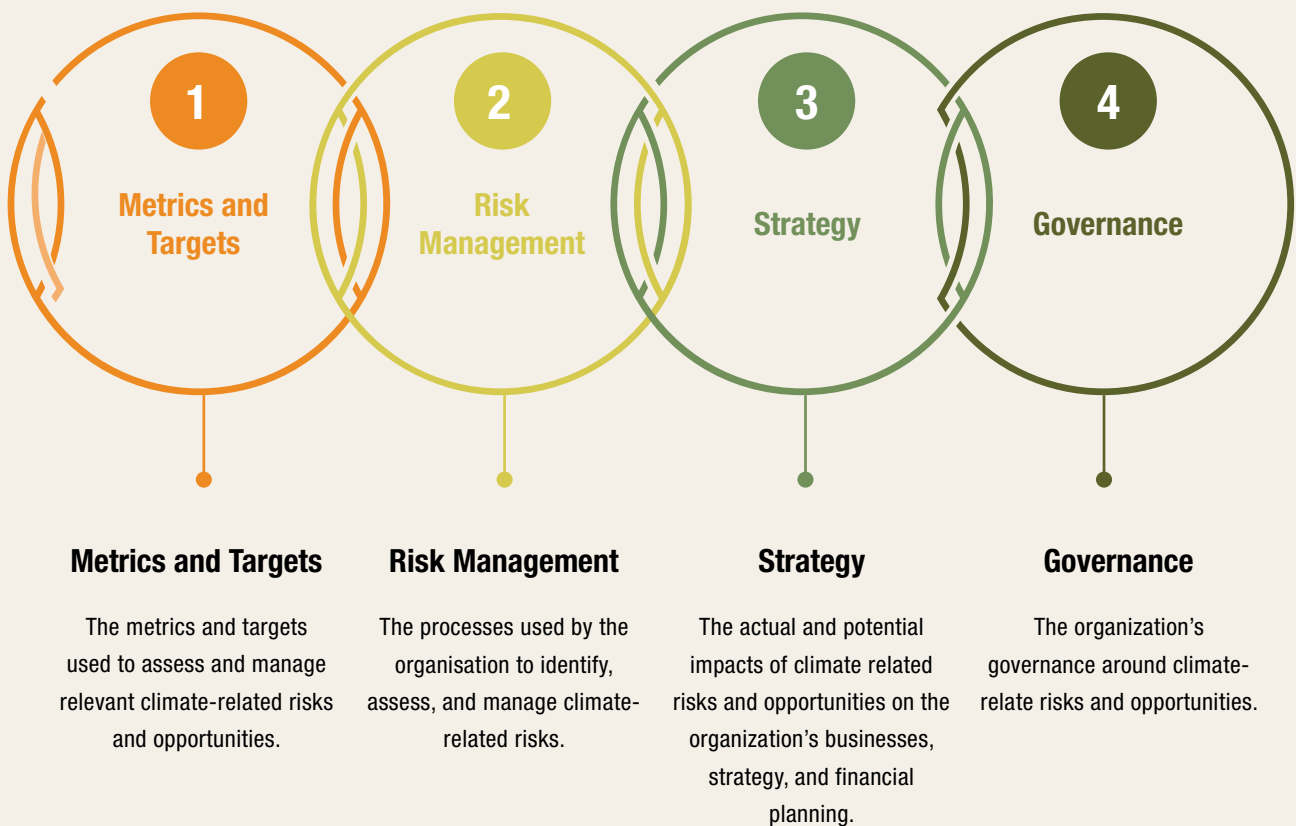 1
Metrics and
Targets
2
Risk
Management
3
Strategy
4
Governance
Metrics and Targets
The metrics and targets
used to assess and manage
relevant climate-related risks
and opportunities.
Risk Management
The processes used by the
organisation to identify,
assess, and manage climate-
related risks.
Strategy
The actual and potential
impacts of climate related
risks and opportunities on the
organization’s businesses,
strategy, and financial
planning.
Governance
The organization’s
governance around climate-
relate risks and opportunities.